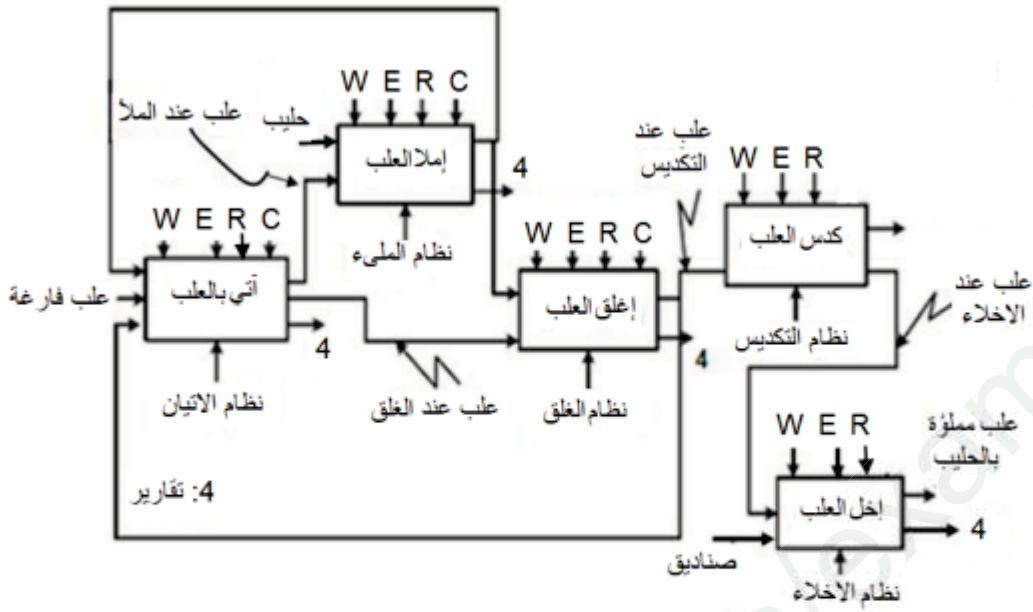 W E R C
علب عند الملأ
حليب
إملا العلب
4
نظام المليء
علب عند
التكديس
W E R
كدس العلب
نظام التكديس
علب عند
الاخلاء
W E R C
آتي بالعلب
علب فارغة
4
نظام الاتيان
W E R C
إغلق العلب
4
نظام الغلق
علب عند الغلق
4: تقارير
W E R
علب مملؤة
بالحليب
إخل العلب
4
صناديق
نظام الاخلاء